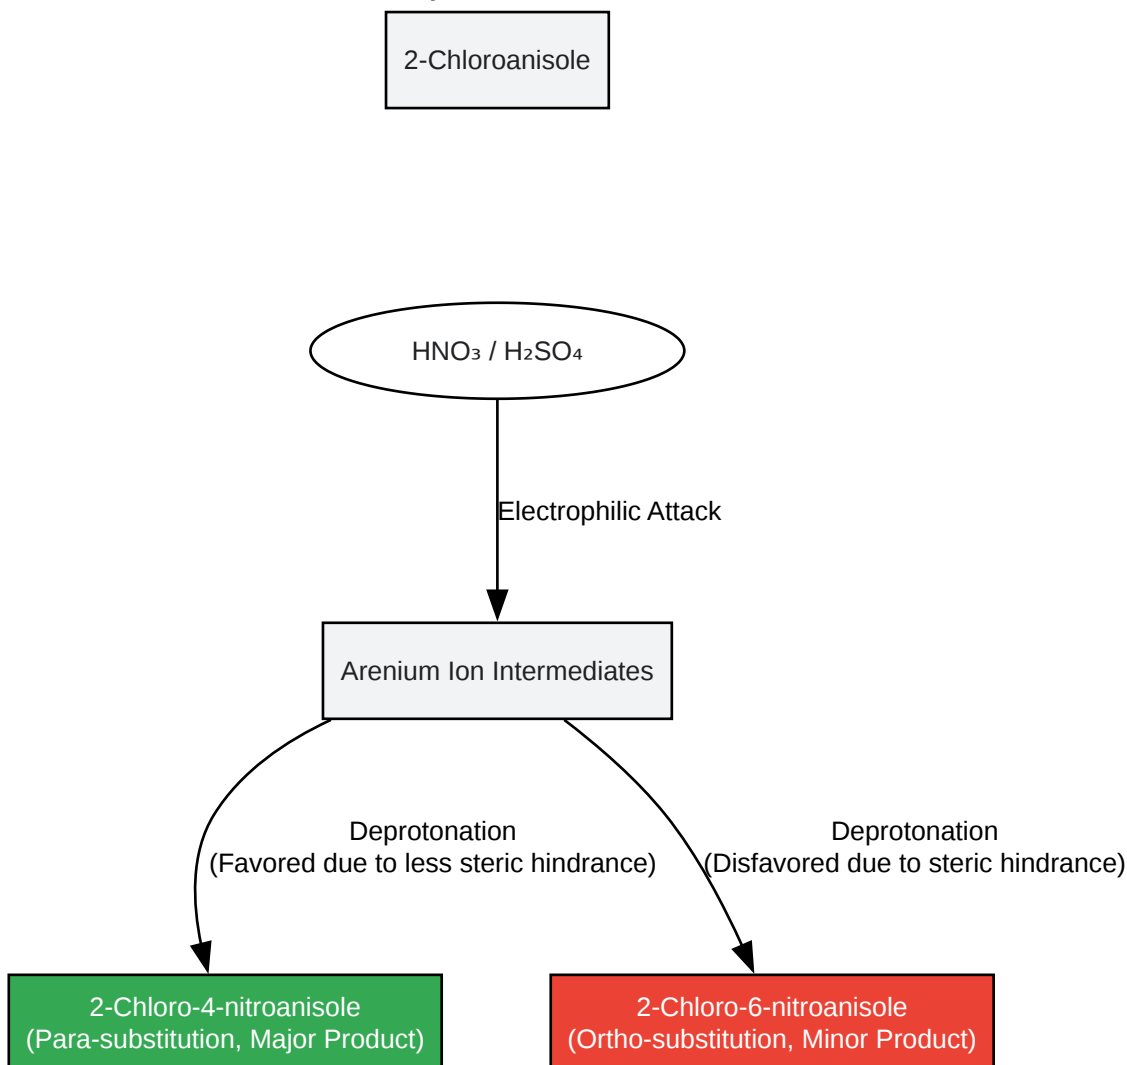 2-Chloroanisole
HNO₃ / H₂SO₄
Electrophilic Attack
Arenium Ion Intermediates
Deprotonation
(Favored due to less steric hindrance)
Deprotonation
(Disfavored due to steric hindrance)
2-Chloro-4-nitroanisole
(Para-substitution, Major Product)
2-Chloro-6-nitroanisole
(Ortho-substitution, Minor Product)